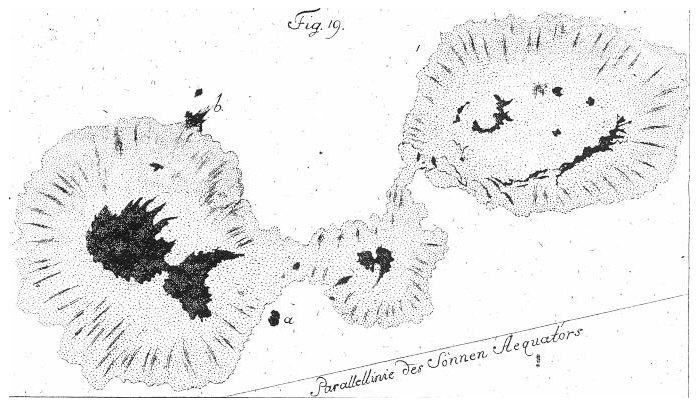 Fig. 19.
b.
a
Parallellinie des Sonnen Aequators